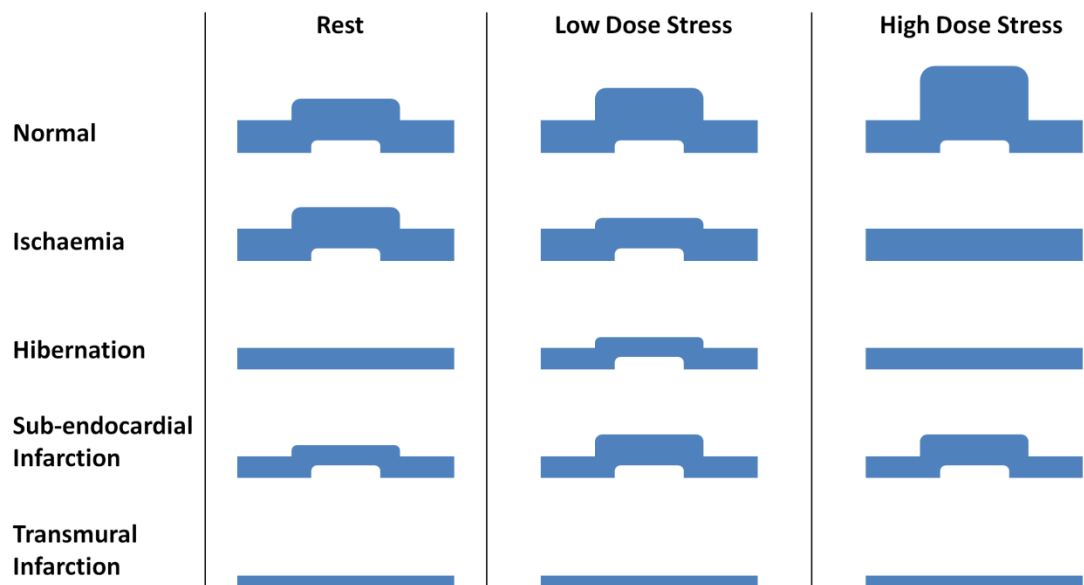 Rest
Low Dose Stress
High Dose Stress
Normal
Ischaemia
Hibernation
Sub-endocardial
Infarction
Transmural
Infarction